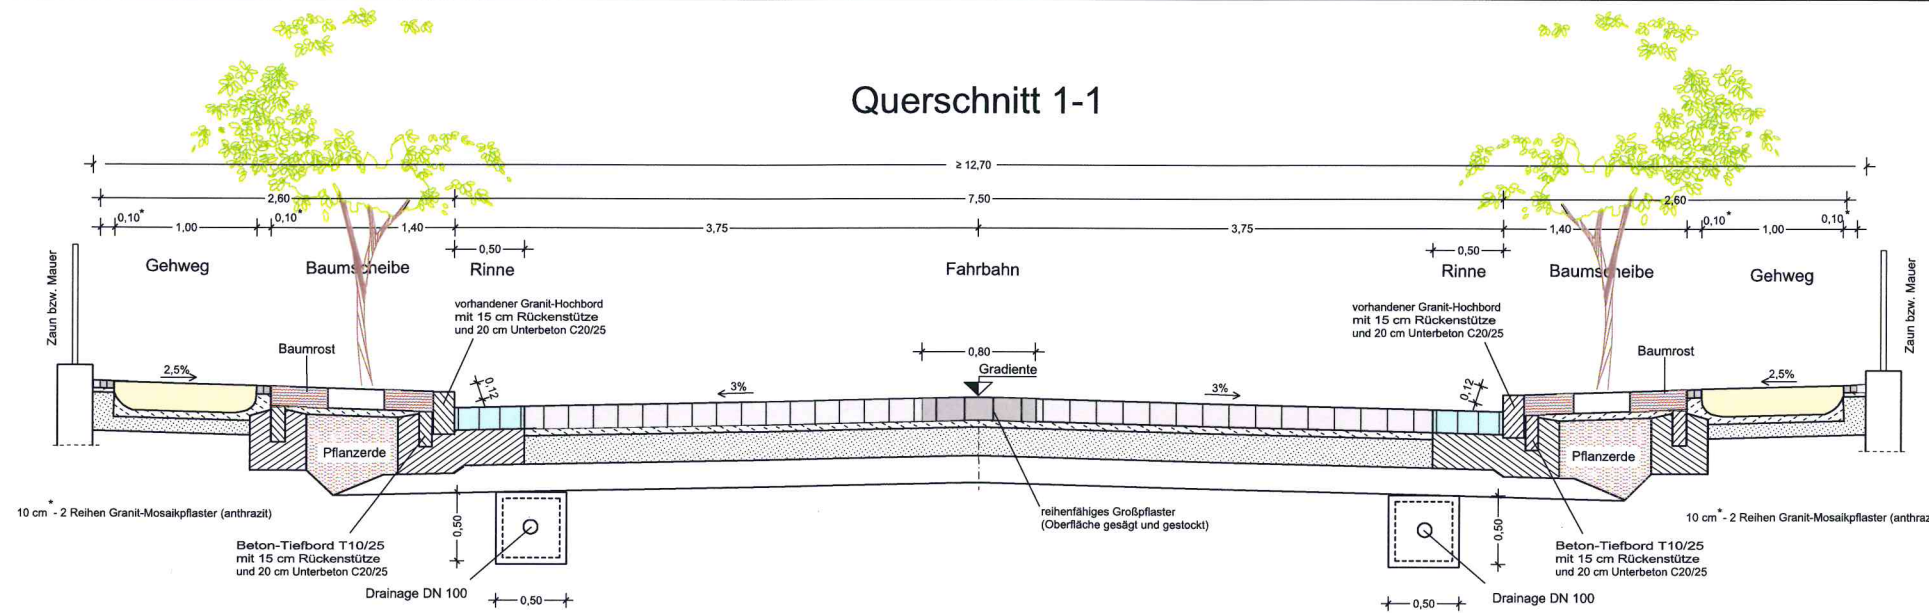 Querschnitt 1-1
≥ 12,70
2,60 7,50 2,60
0,10* 1,00 0,10* 1,40 3,75 3,75 1,40 0,10* 1,00 0,10*
0,50 0,50
Zaun bzw. Mauer
Gehweg Baumscheibe Rinne Fahrbahn Rinne Baumscheibe Gehweg
Zaun bzw. Mauer
vorhandener Granit-Hochbord
mit 15 cm Rückenstütze
und 20 cm Unterbeton C20/25
vorhandener Granit-Hochbord
mit 15 cm Rückenstütze
und 20 cm Unterbeton C20/25
Baumrost
0,80
Gradiente
Baumrost
2,5% 0,12 3% 3% 0,12 2,5%
Pflanzerde Pflanzerde
10 cm* - 2 Reihen Granit-Mosaikpflaster (anthrazit)
0,50
reihenfähiges Großpflaster
(Oberfläche gesägt und gestockt)
0,50
10 cm* - 2 Reihen Granit-Mosaikpflaster (anthraz
Beton-Tiefbord T10/25
mit 15 cm Rückenstütze
und 20 cm Unterbeton C20/25
Beton-Tiefbord T10/25
mit 15 cm Rückenstütze
und 20 cm Unterbeton C20/25
Drainage DN 100
0,50
0,50
Drainage DN 100